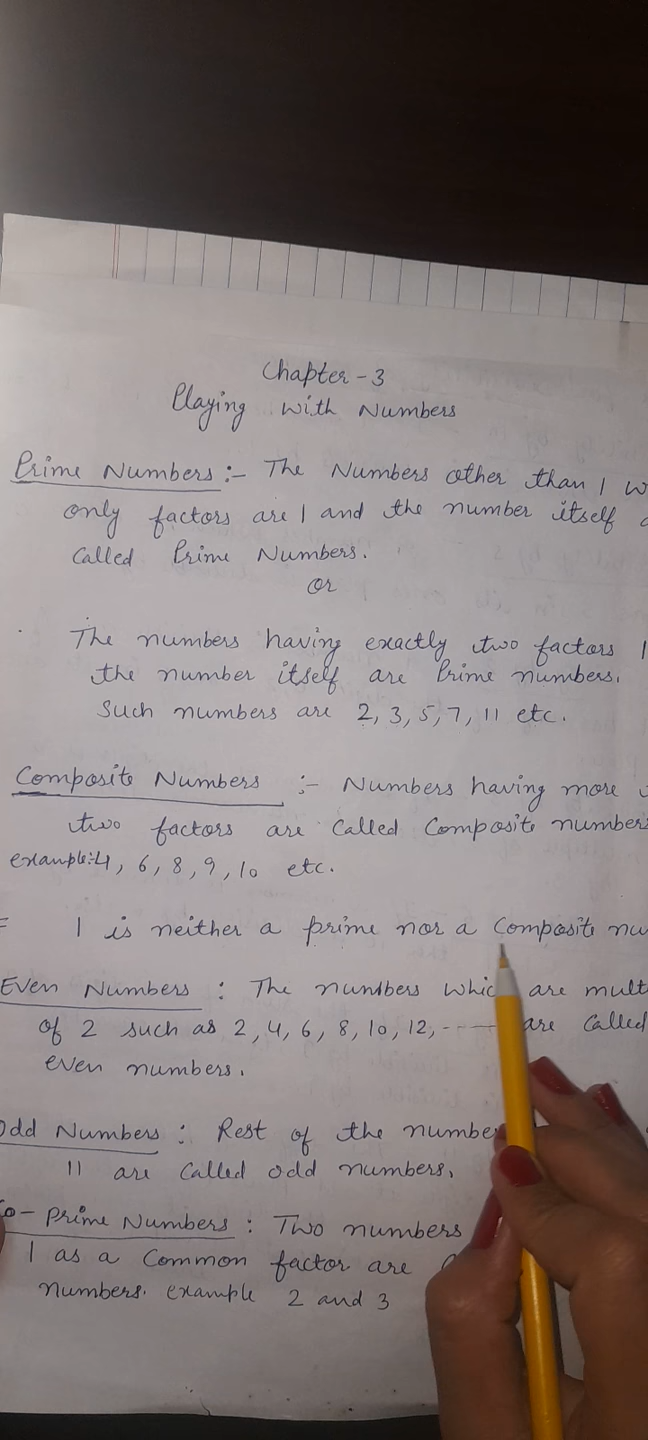 Chapter-3
Playing With Numbers
Prime Numbers:- The Numbers other than 1
only factors are 1 and the number itself
Called Prime Numbers.
Or
The numbers having exactly two factors 1
the number itself are Prime numbers.
Such numbers are 2, 3, 5, 7, 11 etc.
Composite Numbers :- Numbers having more
two factors are Called Composite numbers
example:-4, 6, 8, 9, 10 etc.
1 is neither a prime nor a Composite nu
Even Numbers : The numbers whic are mult
of 2 such as 2, 4, 6, 8, 10, 12, ---- are Called
even numbers.
Odd Numbers : Rest of the numbe
11 are Called odd numbers.
Co-Prime Numbers : Two numbers
1 as a Common factor are
numbers. example 2 and 3